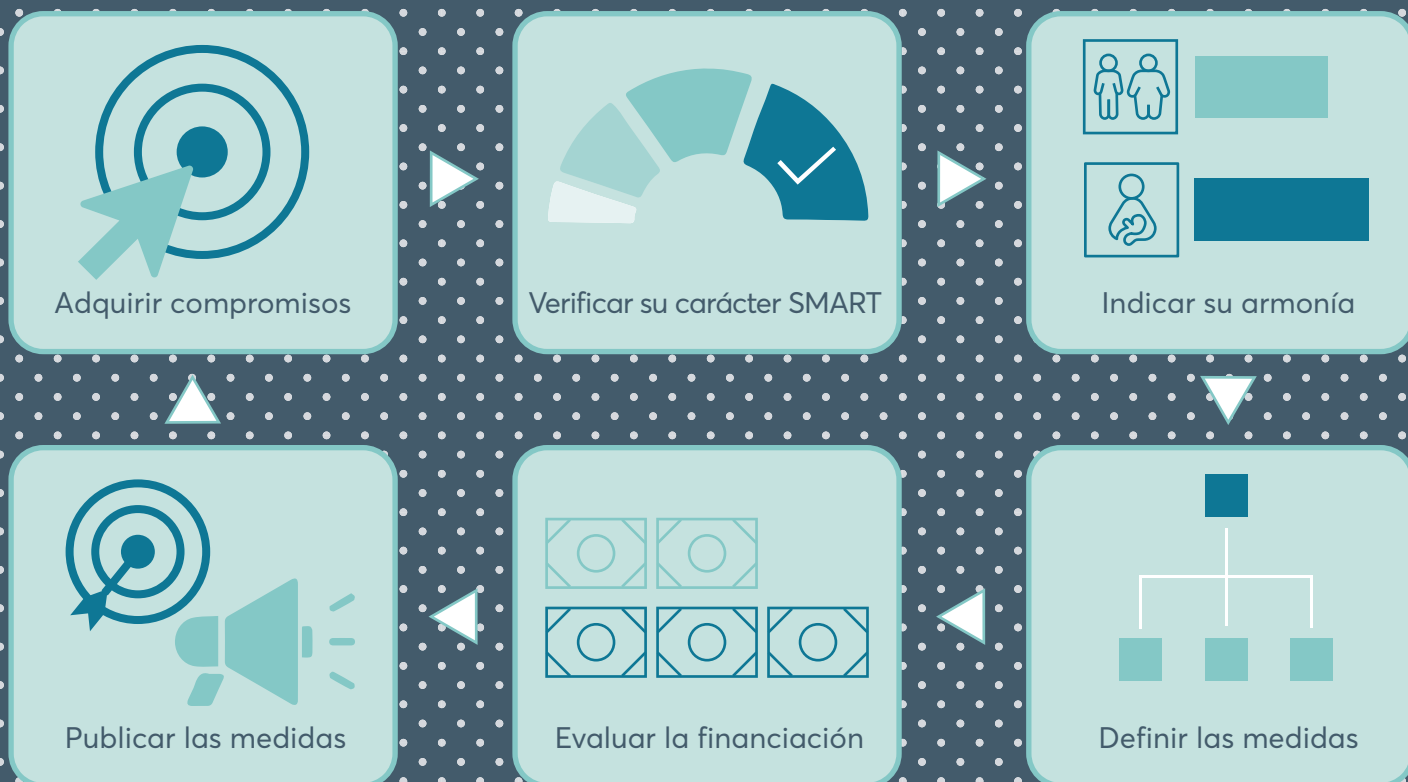 Adquirir compromisos
Verificar su carácter SMART
Indicar su armonía
Publicar las medidas
Evaluar la financiación
Definir las medidas